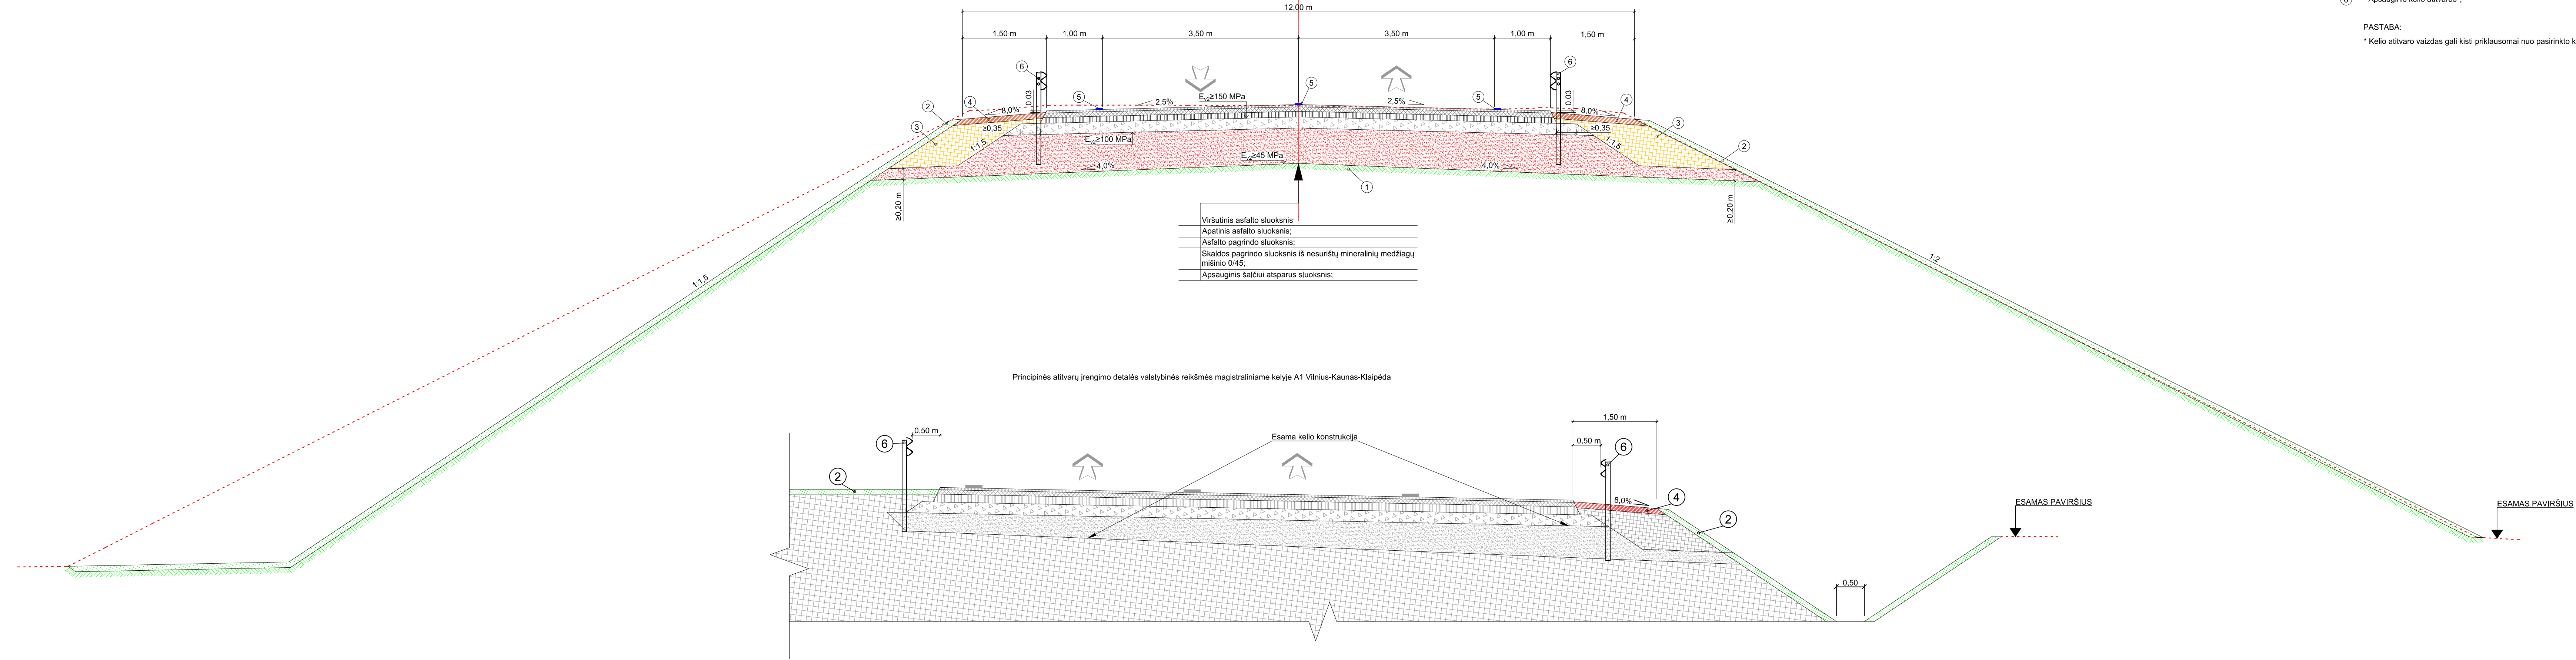 12,00 m
1,50 m
1,00 m
3,50 m
3,50 m
1,00 m
1,50 m
6
PASTABA:
* Kelio atitvaro vaizdas gali kisti priklausomai nuo pasirinkto
6
6
5
5
5
2
4
3
4
3
2
0,03
0,03
8,0%
2,5%
Ev2≥150 MPa
2,5%
8,0%
≥0,35
≥0,35
Ev2≥100 MPa
1:1,5
1:1,5
Ev2≥45 MPa
4,0%
4,0%
1
≥0,20 m
≥0,20 m
Viršutinis asfalto sluoksnis;
Apatinis asfalto sluoksnis;
Asfalto pagrindo sluoksnis;
Skaldos pagrindo sluoksnis iš nesurištų mineralinių medžiagų
mišinio 0/45;
Apsauginis šalčiui atsparus sluoksnis;
1:1,5
1:2
Principinės atitvarų įrengimo detalės valstybinės reikšmės magistraliniame kelyje A1 Vilnius-Kaunas-Klaipėda
1,50 m
0,50 m
0,50 m
6
6
Esama kelio konstrukcija
2
8,0%
4
2
ESAMAS PAVIRŠIUS
ESAMAS PAVIRŠIUS
0,50